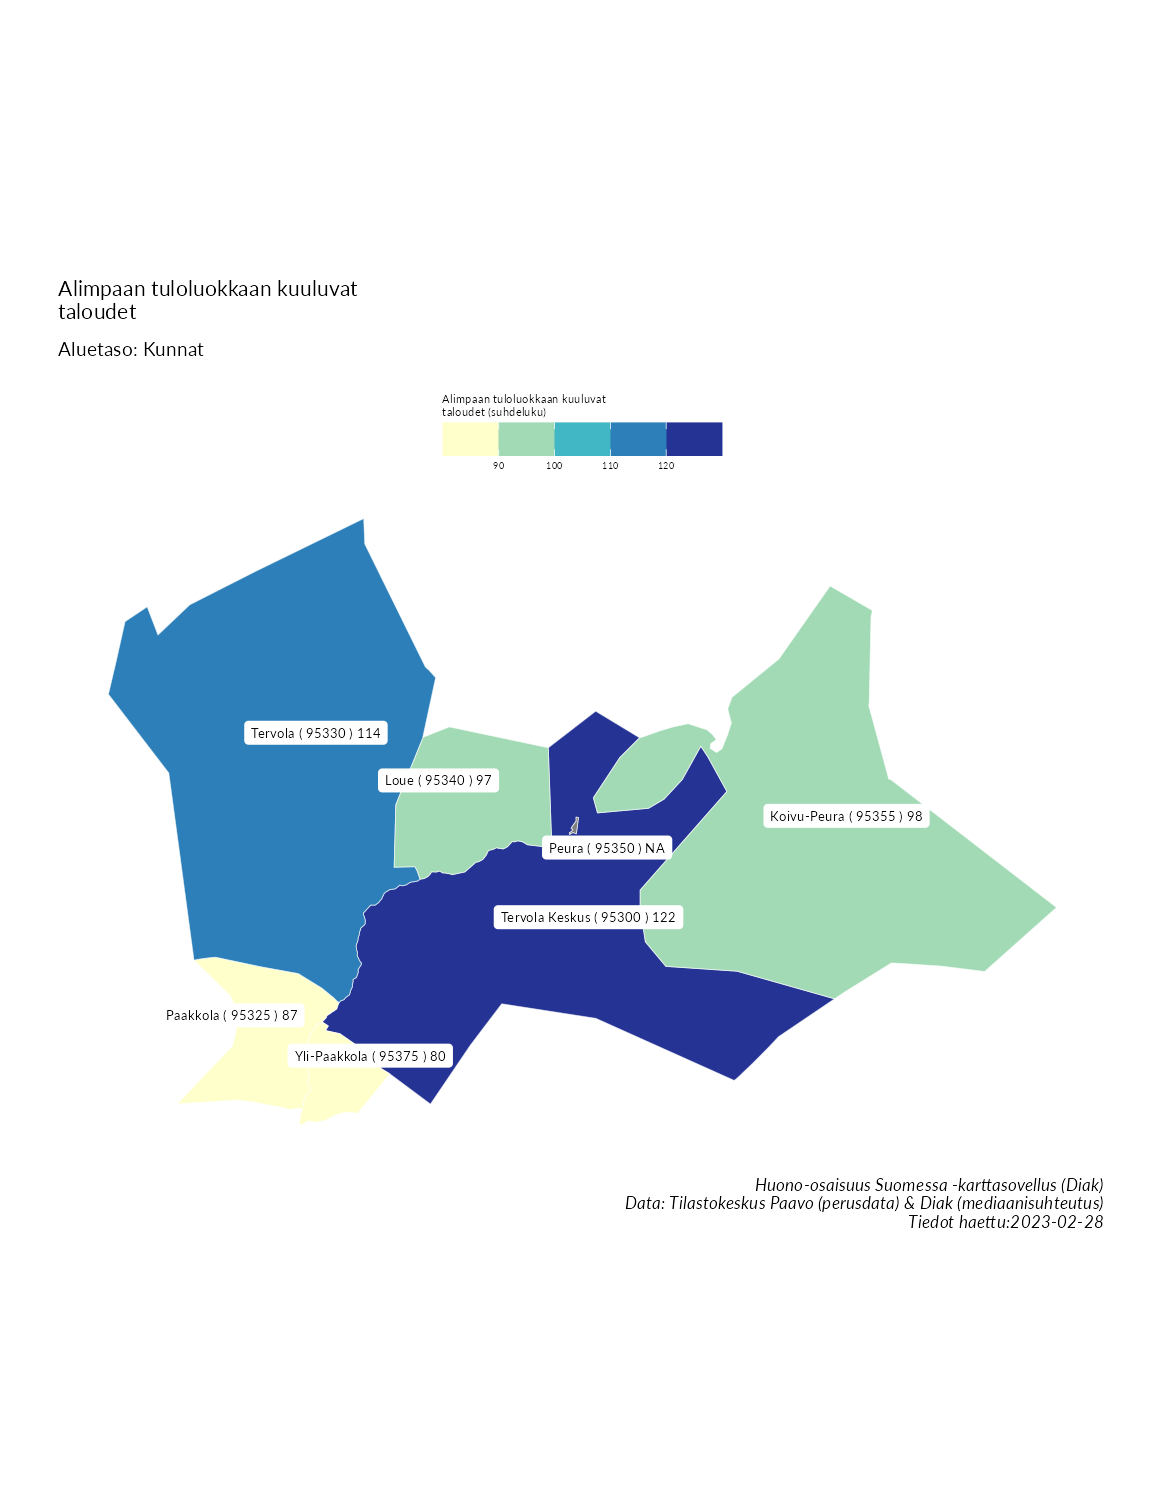 Alimpaan tuloluokkaan kuuluvat
taloudet
Aluetaso: Kunnat
Alimpaan tuloluokkaan kuuluvat
taloudet (suhdeluku)
90 100 110 120
Tervola ( 95330 ) 114
Loue ( 95340 ) 97
Koivu-Peura ( 95355 ) 98
Peura ( 95350 ) NA
Tervola Keskus ( 95300 ) 122
Paakkola ( 95325 ) 87
Yli-Paakkola ( 95375 ) 80
Huono-osaisuus Suomessa -karttasovellus (Diak)
Data: Tilastokeskus Paavo (perusdata) & Diak (mediaanisuhteutus)
Tiedot haettu:2023-02-28